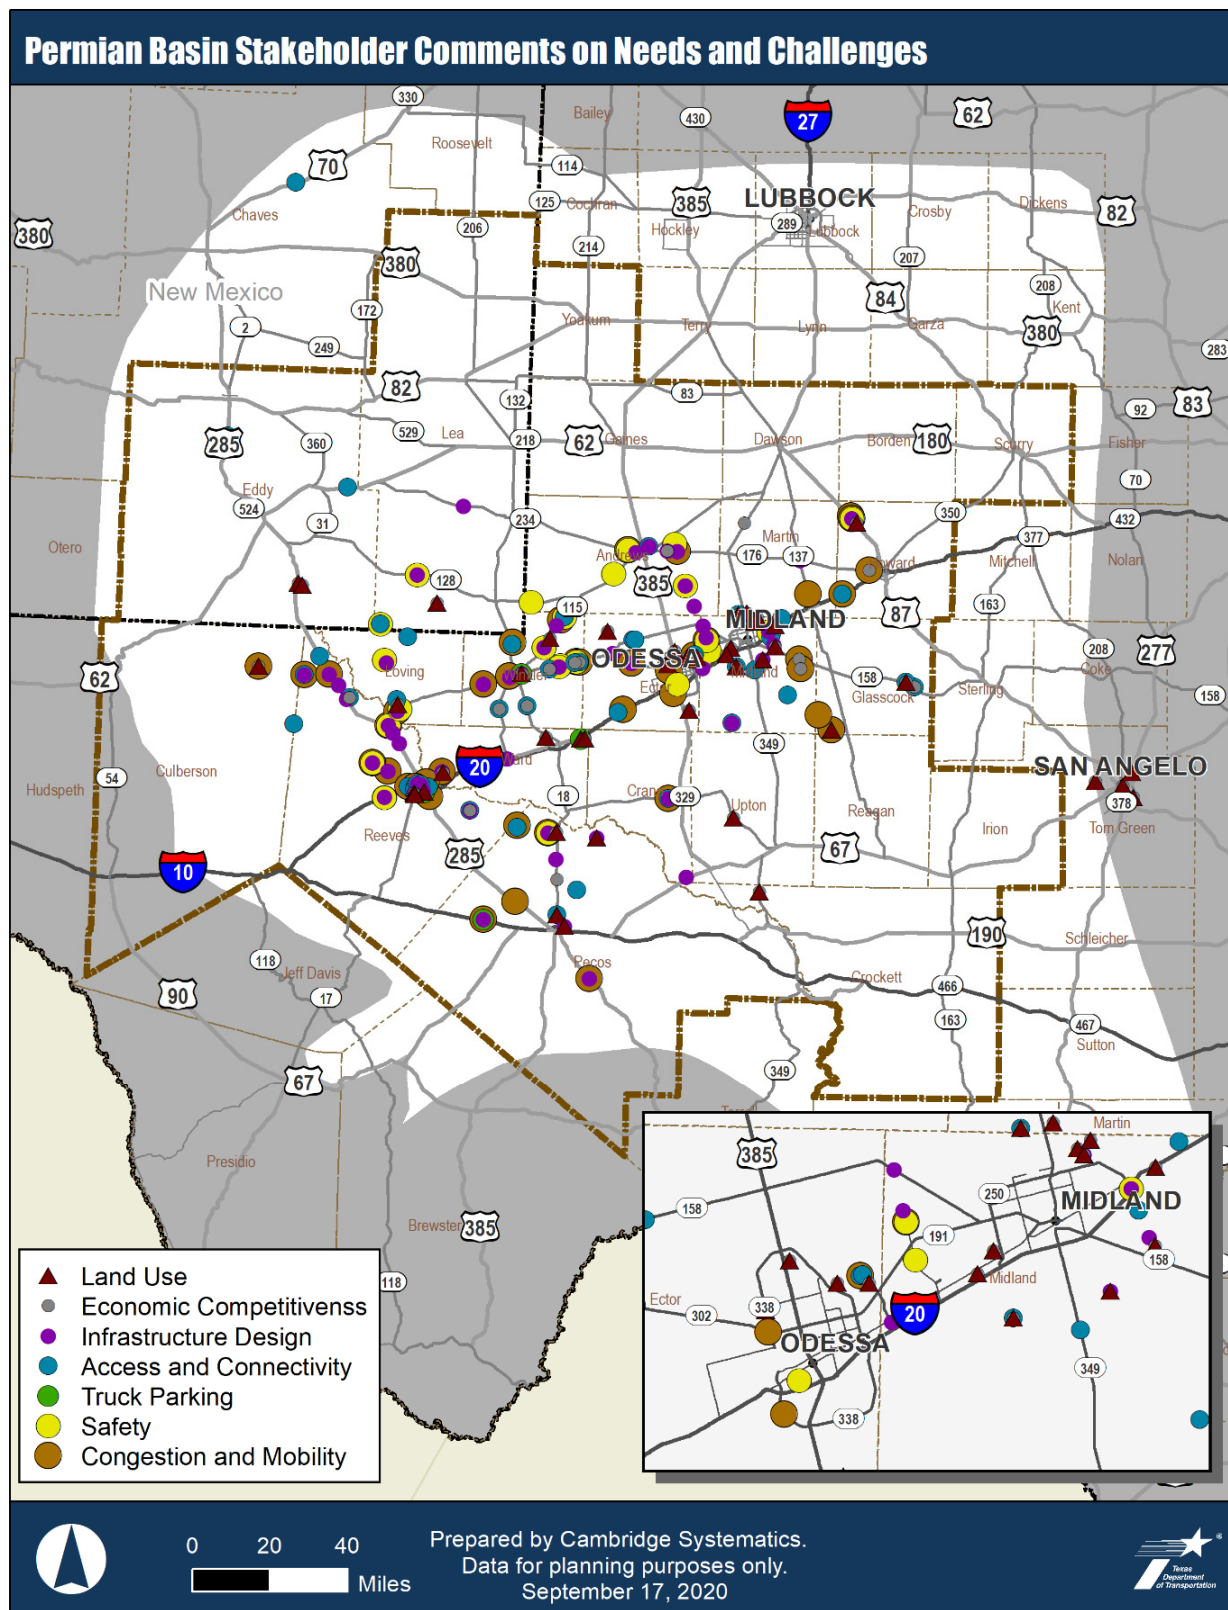 Permian Basin Stakeholder Comments on Needs and Challenges
330
Bailey
430
27
62
Roosevelt
70
114
Chaves
125
Cochran
385
LUBBOCK
Crosby
Dickens
82
380
206
214
Hockley
289
Lubbock
207
380
New Mexico
172
84
208
Kent
2
Yoakum
Terry
Lynn
Garza
380
249
283
82
132
83
83
92
285
360
529
Lea
218
62
Gaines
Dawson
Borden
180
Scurry
Fisher
Eddy
70
524
31
234
350
432
Otero
Andrews
176
Martin
137
Howard
377
Mitchell
Nolan
128
385
115
MIDLAND
87
163
62
Loving
Winkler
ODESSA
Ector
Midland
158
Glasscock
Sterling
208
Coke
277
158
54
Culberson
20
Ward
349
SAN ANGELO
Hudspeth
18
Crane
329
Upton
Reagan
Irion
378
Tom Green
Reeves
285
67
10
190
Schleicher
118
Jeff Davis
Pecos
Crockett
90
17
466
163
467
Sutton
67
349
Presidio
Brewster
385
118
Martin
385
158
250
MIDLAND
191
158
Ector
Midland
302
338
20
ODESSA
349
338
Land Use
Economic Competitivenss
Infrastructure Design
Access and Connectivity
Truck Parking
Safety
Congestion and Mobility
0 20 40
Miles
Prepared by Cambridge Systematics.
Data for planning purposes only.
September 17, 2020
Texas
Department
of Transportation